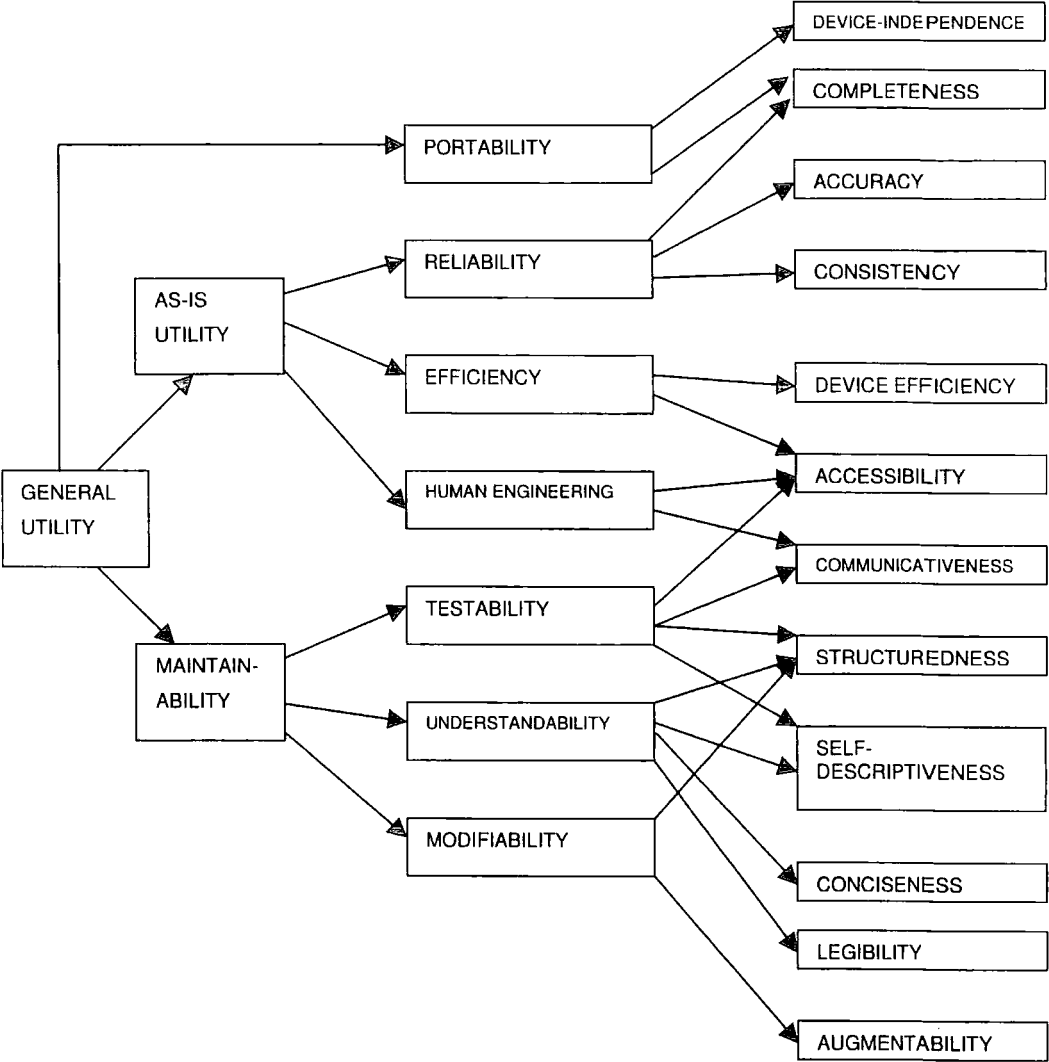 DEVICE-INDEPENDENCE
COMPLETENESS
PORTABILITY
ACCURACY
RELIABILITY
CONSISTENCY
AS-IS
UTILITY
EFFICIENCY
DEVICE EFFICIENCY
ACCESSIBILITY
GENERAL
UTILITY
HUMAN ENGINEERING
COMMUNICATIVENESS
TESTABILITY
STRUCTUREDNESS
MAINTAIN-
ABILITY
UNDERSTANDABILITY
SELF-
DESCRIPTIVENESS
MODIFIABILITY
CONCISENESS
LEGIBILITY
AUGMENTABILITY